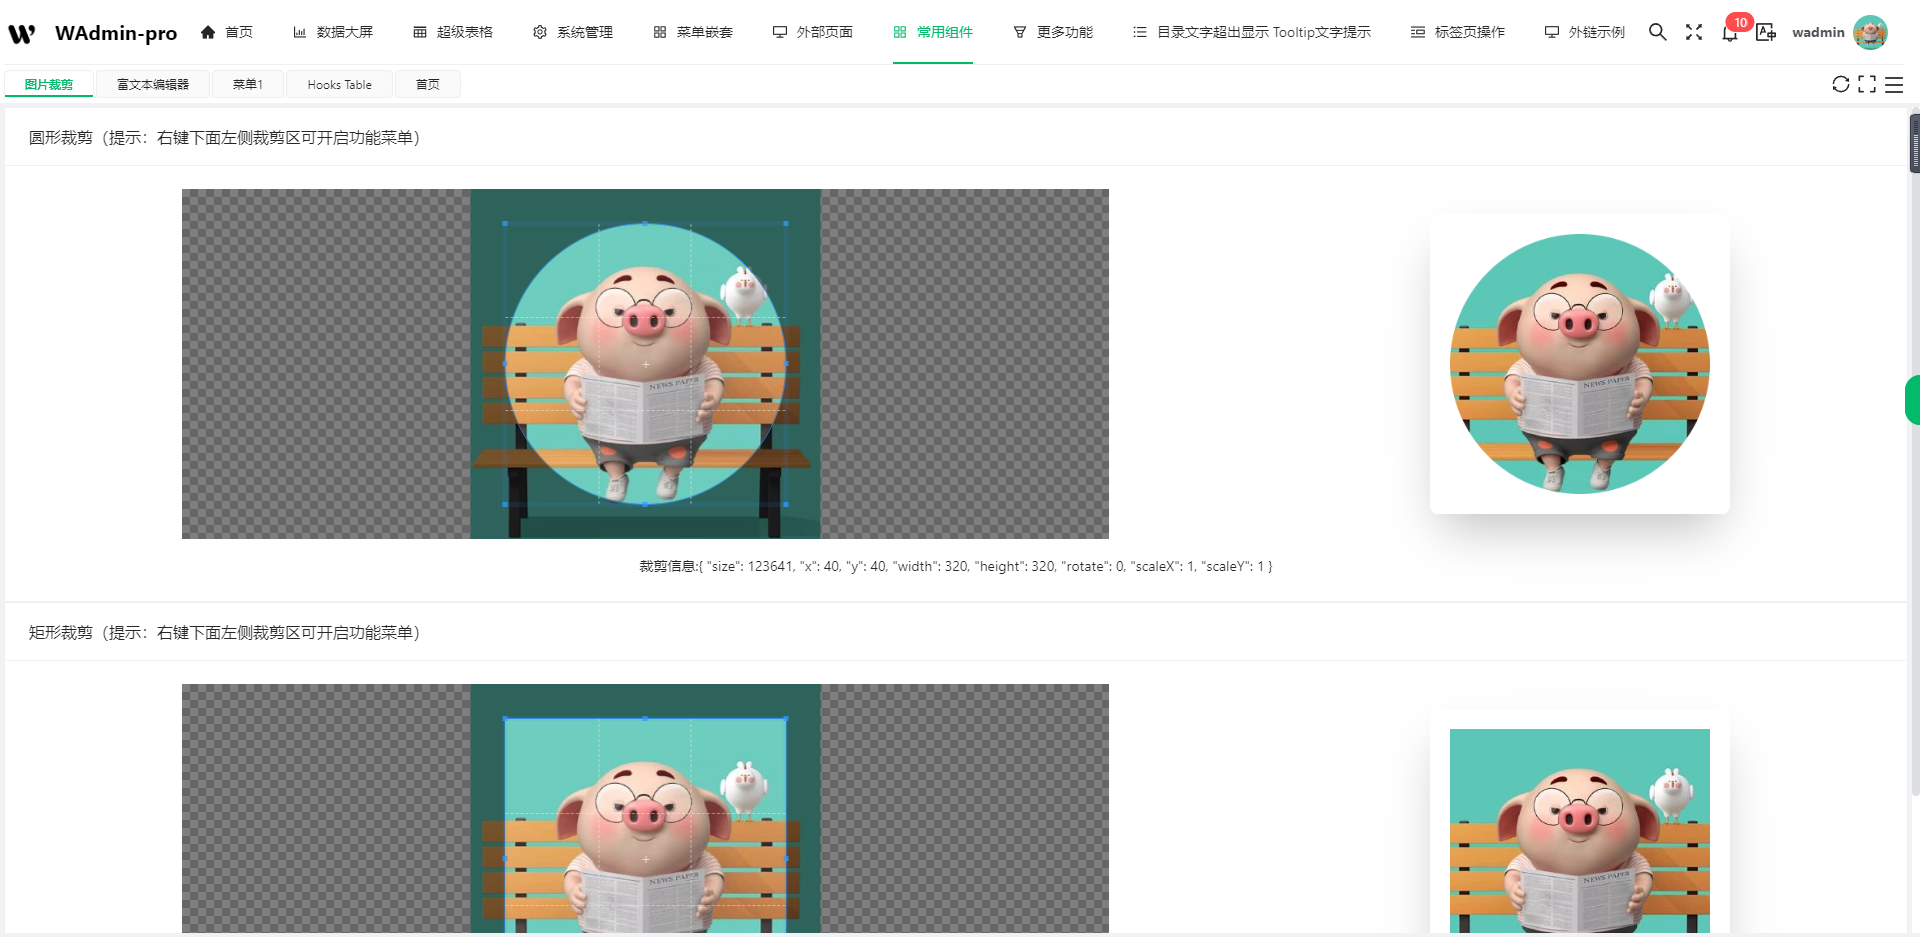 WAdmin-pro
首页
数据大屏
超级表格
系统管理
菜单嵌套
外部页面
常用组件
更多功能
目录文字超出显示 Tooltip文字提示
标签页操作
外链示例
10
wadmin
图片裁剪
富文本编辑器
菜单1
Hooks Table
首页
圆形裁剪（提示：右键下面左侧裁剪区可开启功能菜单）
NEWS PAPER
NEWS PAPER
裁剪信息:{ "size": 123641, "x": 40, "y": 40, "width": 320, "height": 320, "rotate": 0, "scaleX": 1, "scaleY": 1 }
矩形裁剪（提示：右键下面左侧裁剪区可开启功能菜单）
NEWS PAPER
NEWS PAPER